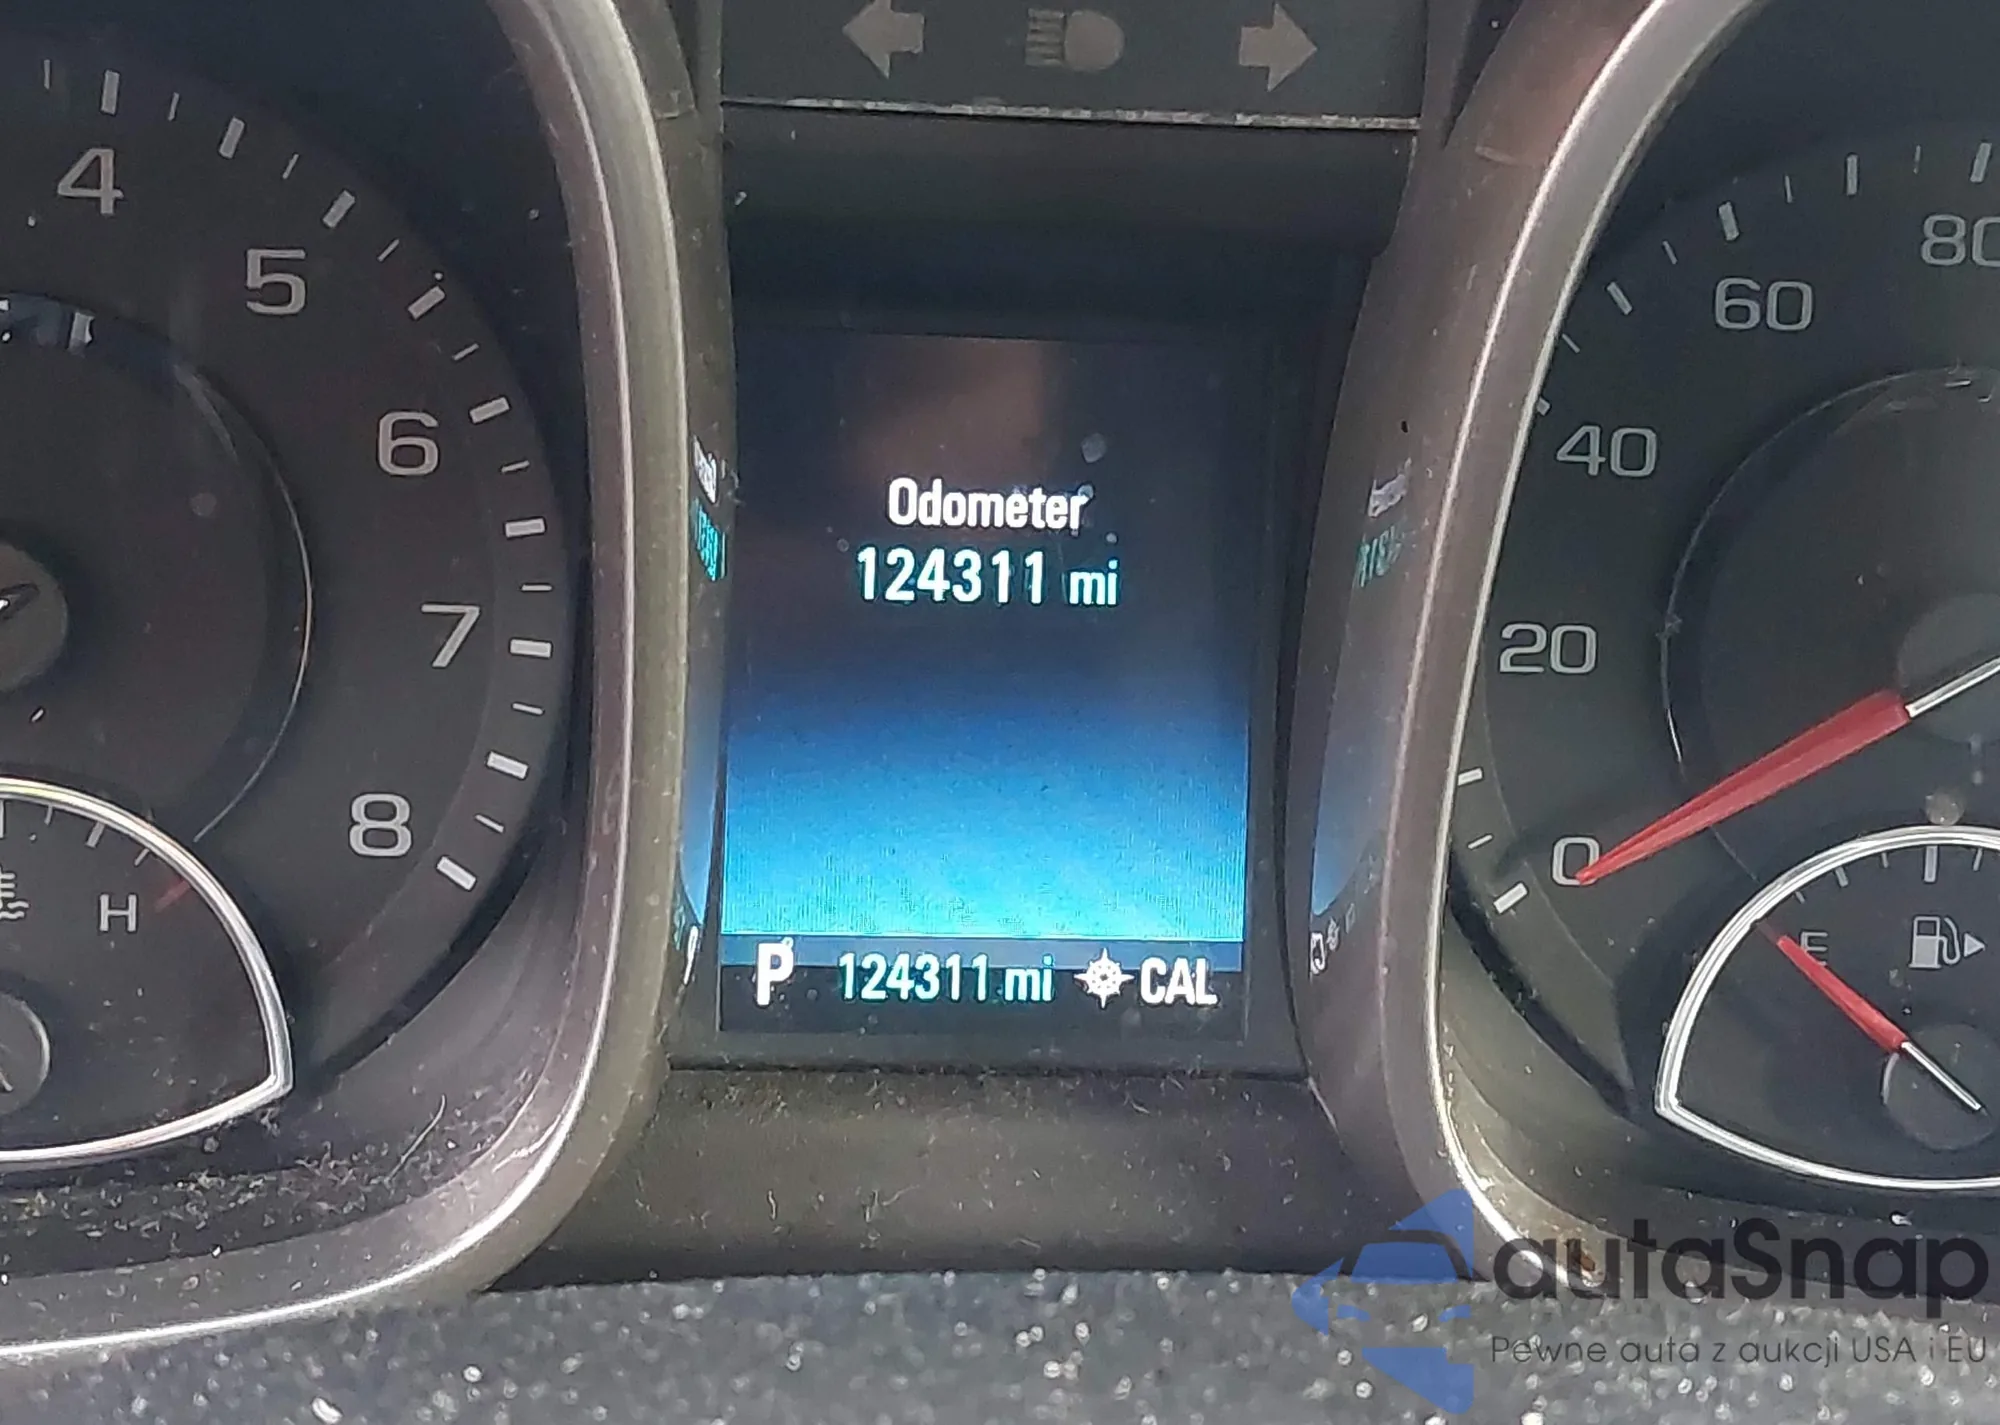 4
5
6
7
8
H
Odometer
124311 mi
P 124311 mi CAL
80
60
40
20
0
E
autaSnap
Pewne auta z aukcji USA i EU